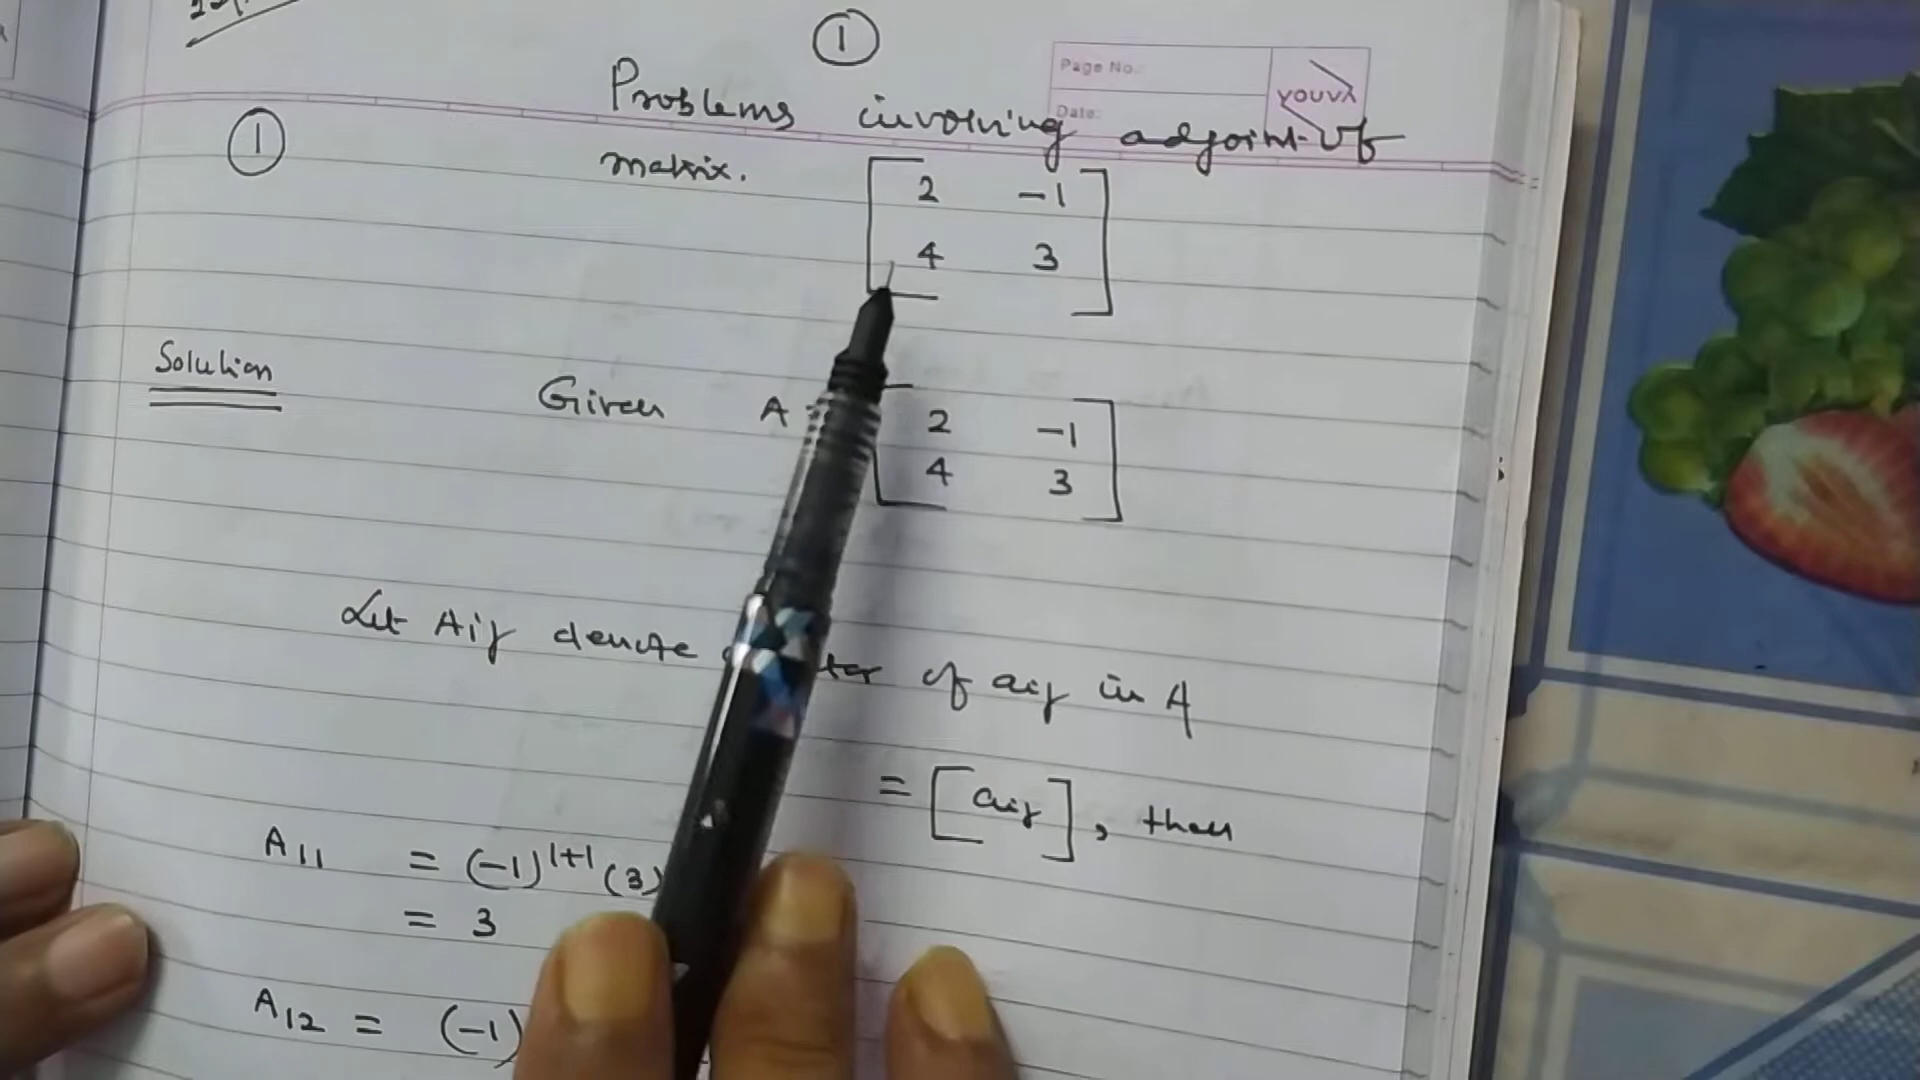 ①
Page No.:
Date:
YOUVA
① Problems involving adjoint of
matrix.
2 -1
4 3
Solution
Given A = 2 -1
4 3
Let Aij denote of aij in A
= [aij], then
A11 = (-1)^1+1 (3)
= 3
A12 = (-1)